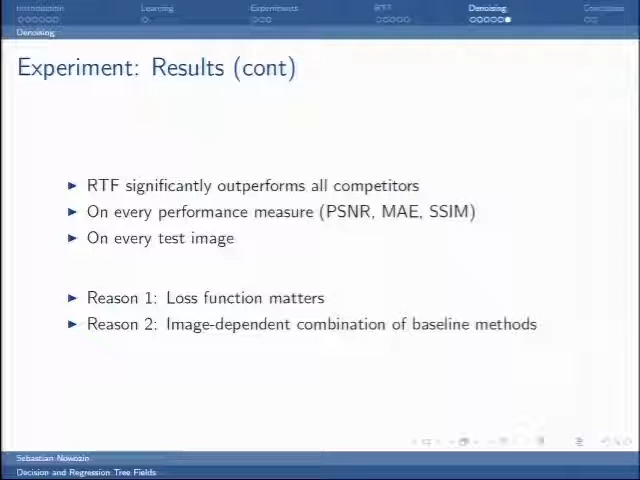 Introduction Learning Experiments RTF Denoising Conclusion
Denoising
Experiment: Results (cont)
RTF significantly outperforms all competitors
On every performance measure (PSNR, MAE, SSIM)
On every test image
Reason 1: Loss function matters
Reason 2: Image-dependent combination of baseline methods
Sebastian Nowozin
Decision and Regression Tree Fields